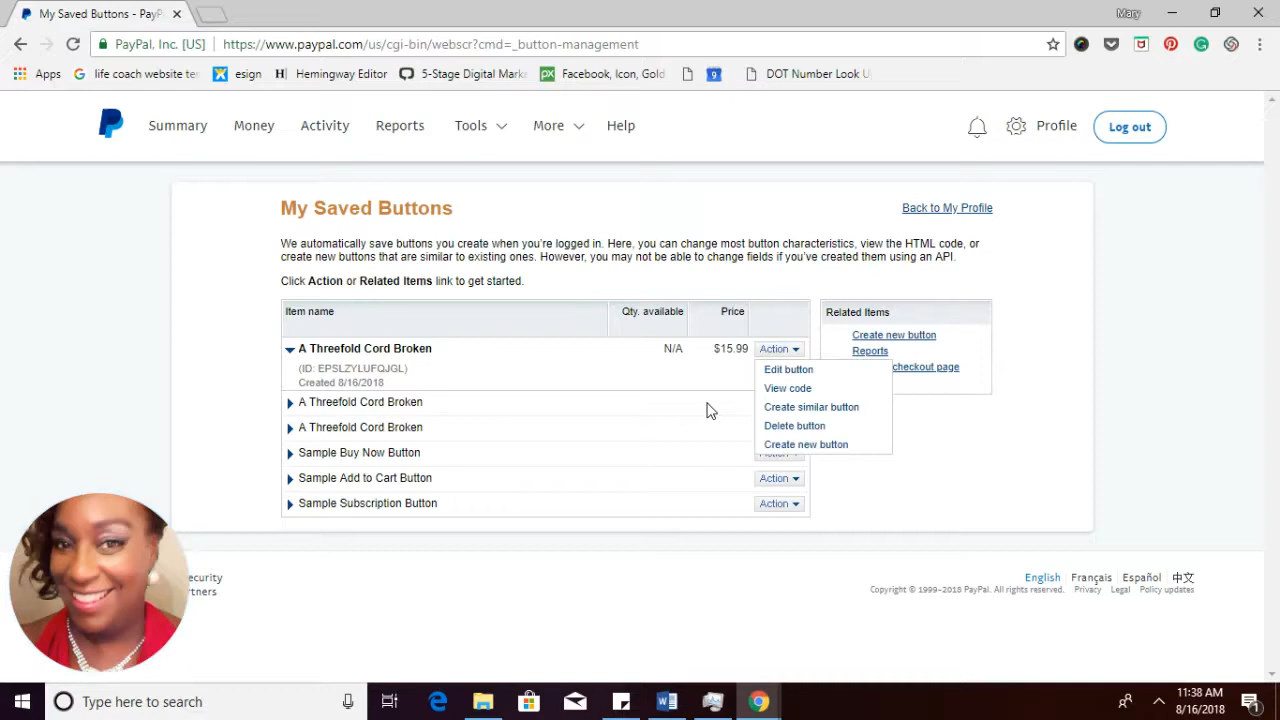 My Saved Buttons - PayP
Mary
PayPal, Inc. [US]
https://www.paypal.com/us/cgi-bin/webscr?cmd=_button-management
Apps
life coach website te
esign
Hemingway Editor
5-Stage Digital Mark
Facebook, Icon, Gold
9
DOT Number Look U
Summary
Money
Activity
Reports
Tools
More
Help
Profile
Log out
My Saved Buttons
Back to My Profile
We automatically save buttons you create when you're logged in. Here, you can change most button characteristics, view the HTML code, or
create new buttons that are similar to existing ones. However, you may not be able to change fields if you've created them using an API.
Click Action or Related Items link to get started.
Item name Qty. available Price
Related Items
Create new button
Reports
checkout page
A Threefold Cord Broken N/A $15.99 Action
(ID: EPSLZYLUFQJGL)
Created 8/16/2018
Edit button
View code
Create similar button
Delete button
Create new button
A Threefold Cord Broken
A Threefold Cord Broken
Sample Buy Now Button
Sample Add to Cart Button Action
Sample Subscription Button Action
ecurity
rtners
English Français Español 中文
Copyright © 1999-2018 PayPal. All rights reserved. Privacy Legal Policy updates
Type here to search
11:38 AM
8/16/2018
1